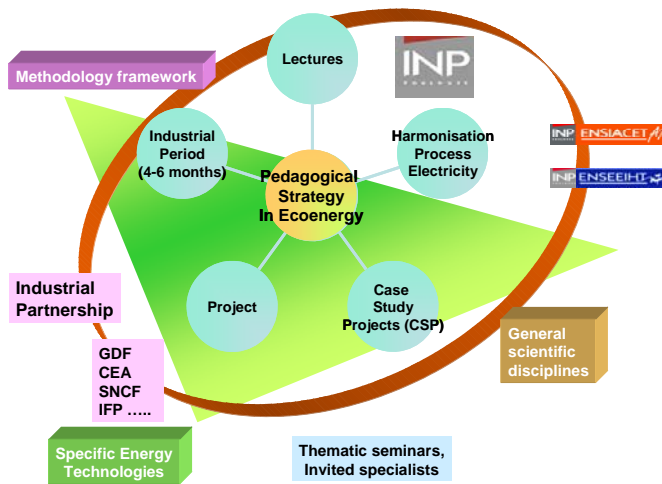 Methodology framework
Lectures
INP
Industrial
Period
(4-6 months)
Harmonisation
Process
Electricity
INP ENSIACET
INP ENSEEIHT
Pedagogical
Strategy
In Ecoenergy
Industrial
Partnership
Project
Case
Study
Projects (CSP)
General
scientific
disciplines
GDF
CEA
SNCF
IFP .....
Specific Energy
Technologies
Thematic seminars,
Invited specialists